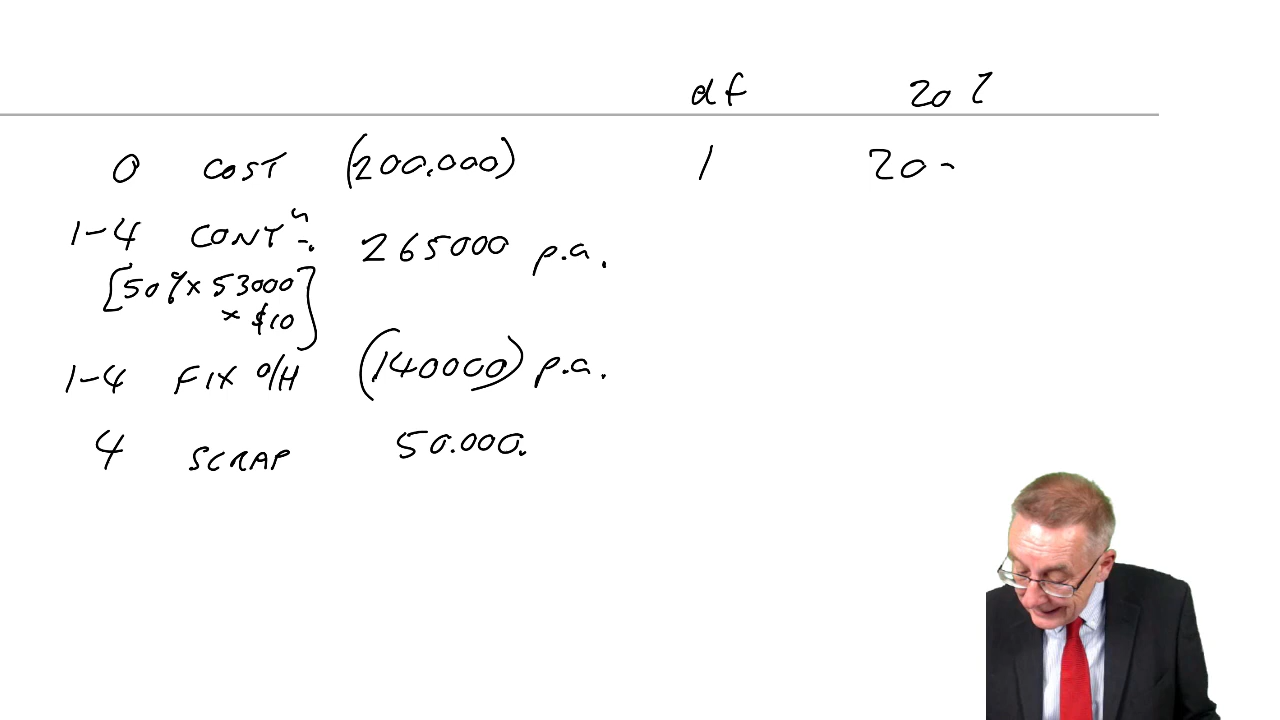 df 20%
0 COST (200.000) 1 20-
1-4 CONTⁿ. 265000 p.a.
[50% x 53000
x $10]
1-4 FIX O/H (140000) p.a.
4 SCRAP 50.000.